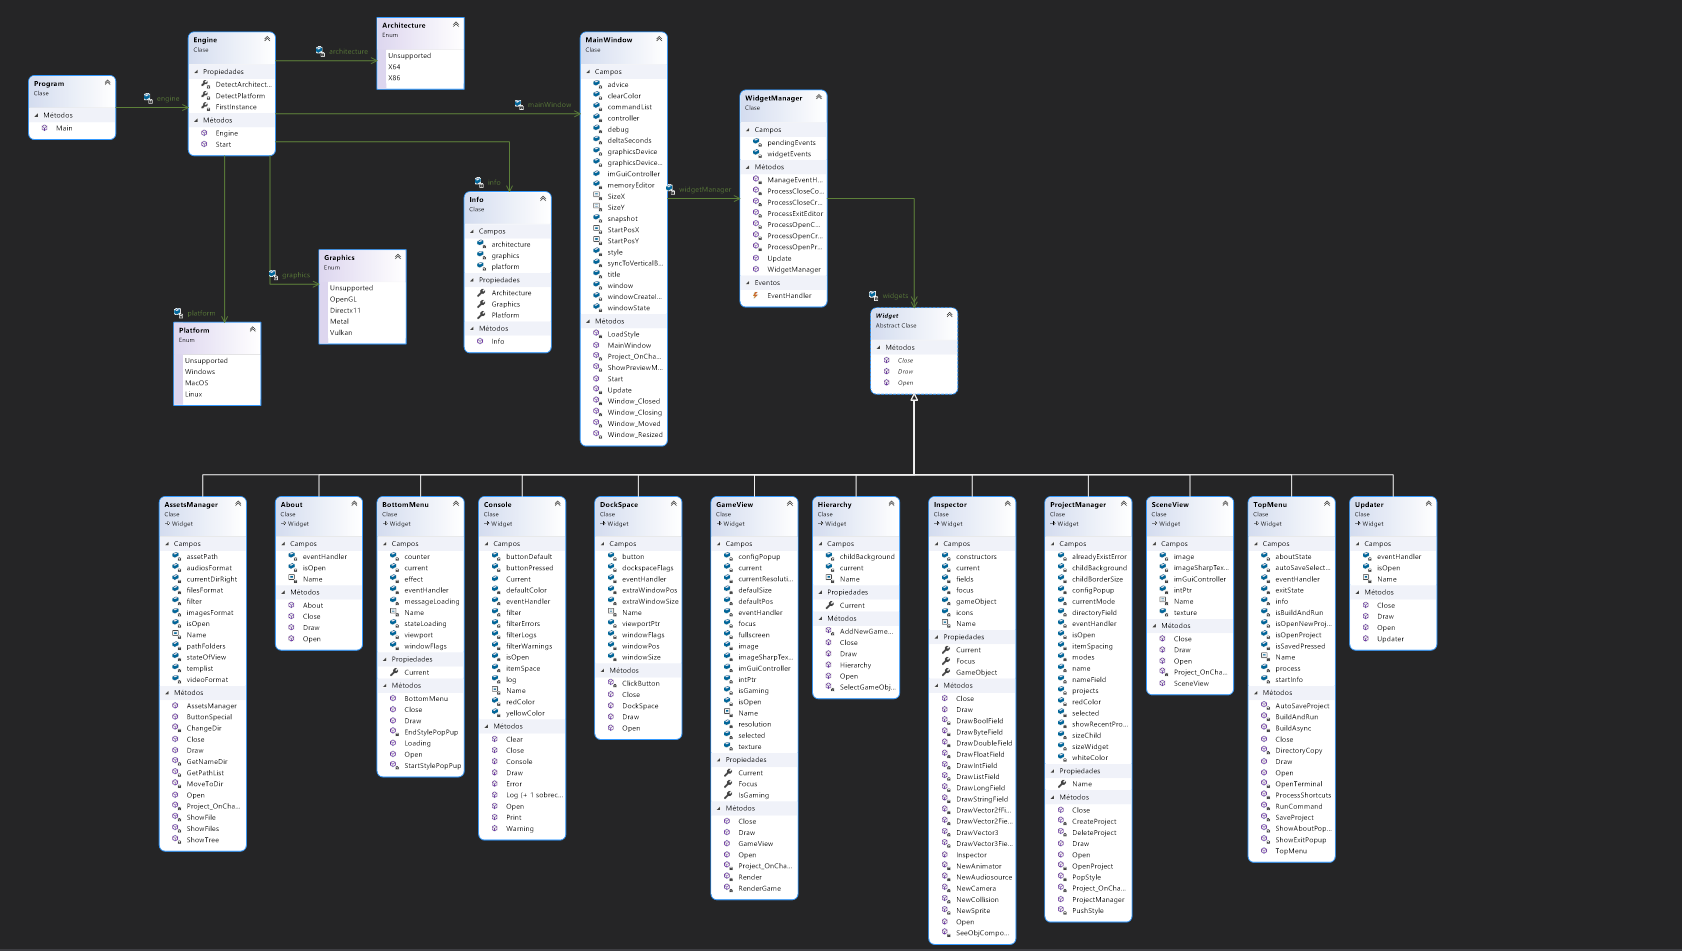 Program
Clase
Métodos
Main
engine
Engine
Clase
Propiedades
DetectArchitect...
DetectPlatform
FirstInstance
Métodos
Engine
Start
architecture
Architecture
Enum
Unsupported
X64
X86
mainWindow
info
platform
Platform
Enum
Unsupported
Windows
MacOS
Linux
graphics
Graphics
Enum
Unsupported
OpenGL
Directx11
Metal
Vulkan
Info
Clase
Campos
architecture
graphics
platform
Propiedades
Architecture
Graphics
Platform
Métodos
Info
MainWindow
Clase
Campos
advice
clearColor
commandList
controller
debug
deltaSeconds
graphicsDevice
graphicsDevice...
imGuiController
memoryEditor
SizeX
SizeY
snapshot
StartPosX
StartPosY
style
syncToVerticalB...
title
window
windowCreateI...
windowState
Métodos
LoadStyle
MainWindow
Project_OnCha...
ShowPreviewM...
Start
Update
Window_Closed
Window_Closing
Window_Moved
Window_Resized
widgetManager
WidgetManager
Clase
Campos
pendingEvents
widgetEvents
Métodos
ManageEventH...
ProcessCloseCo...
ProcessCloseCr...
ProcessExitEditor
ProcessOpenC...
ProcessOpenCr...
ProcessOpenPr...
Update
WidgetManager
Eventos
EventHandler
widgets
Widget
Abstract Clase
Métodos
Close
Draw
Open
AssetsManager
Clase
Widget
Campos
assetPath
audiosFormat
currentDirRight
filesFormat
filter
imagesFormat
isOpen
Name
pathFolders
stateOfView
templist
videoFormat
Métodos
AssetsManager
ButtonSpecial
ChangeDir
Close
Draw
GetNameDir
GetPathList
MoveToDir
Open
Project_OnCha...
ShowFile
ShowFiles
ShowTree
About
Clase
Widget
Campos
eventHandler
isOpen
Name
Métodos
About
Close
Draw
Open
BottomMenu
Clase
Widget
Campos
counter
current
effect
eventHandler
messageLoading
Name
stateLoading
viewport
windowFlags
Propiedades
Current
Métodos
BottomMenu
Close
Draw
EndStylePopPup
Loading
Open
StartStylePopPup
Console
Clase
Widget
Campos
buttonDefault
buttonPressed
Current
defaultColor
eventHandler
filter
filterErrors
filterLogs
filterWarnings
isOpen
itemSpace
log
Name
redColor
yellowColor
Métodos
Clear
Close
Console
Draw
Error
Log (+ 1 sobrec...
Open
Print
Warning
DockSpace
Clase
Widget
Campos
button
dockspaceFlags
eventHandler
extraWindowPos
extraWindowSize
Name
viewportPtr
windowFlags
windowPos
windowSize
Métodos
ClickButton
Close
DockSpace
Draw
Open
GameView
Clase
Widget
Campos
configPopup
current
currentResoluti...
defaulSize
defaultPos
eventHandler
focus
fullscreen
image
imageSharpTex...
imGuiController
intPtr
isGaming
isOpen
Name
resolution
selected
texture
Propiedades
Current
Focus
IsGaming
Métodos
Close
Draw
GameView
Open
Project_OnCha...
Render
RenderGame
Hierarchy
Clase
Widget
Campos
childBackground
current
Name
Propiedades
Current
Métodos
AddNewGame...
Close
Draw
Hierarchy
Open
SelectGameObj...
Inspector
Clase
Widget
Campos
constructors
current
fields
focus
gameObject
icons
Name
Propiedades
Current
Focus
GameObject
Métodos
Close
Draw
DrawBoolField
DrawByteField
DrawDoubleField
DrawFloatField
DrawIntField
DrawListField
DrawLongField
DrawStringField
DrawVector2fFi...
DrawVector2Fie...
DrawVector3
DrawVector3Fie...
Inspector
NewAnimator
NewAudiosource
NewCamera
NewCollision
NewSprite
Open
SeeObjCompo...
ProjectManager
Clase
Widget
Campos
alreadyExistError
childBackground
childBorderSize
configPopup
currentMode
directoryField
eventHandler
isOpen
itemSpacing
modes
name
nameField
projects
redColor
selected
showRecentPro...
sizeChild
sizeWidget
whiteColor
Propiedades
Name
Métodos
Close
CreateProject
DeleteProject
Draw
Open
OpenProject
PopStyle
Project_OnCha...
ProjectManager
PushStyle
SceneView
Clase
Widget
Campos
image
imageSharpTex...
imGuiController
intPtr
Name
texture
Métodos
Close
Draw
Open
Project_OnCha...
SceneView
TopMenu
Clase
Widget
Campos
aboutState
autoSaveSelect...
eventHandler
exitState
info
isBuildAndRun
isOpenNewProj...
isOpenProject
isSavedPressed
Name
process
startInfo
Métodos
AutoSaveProject
BuildAndRun
BuildAsync
Close
DirectoryCopy
Draw
Open
OpenTerminal
ProcessShortcuts
RunCommand
SaveProject
ShowAboutPop...
ShowExitPopup
TopMenu
Updater
Clase
Widget
Campos
eventHandler
isOpen
Name
Métodos
Close
Draw
Open
Updater